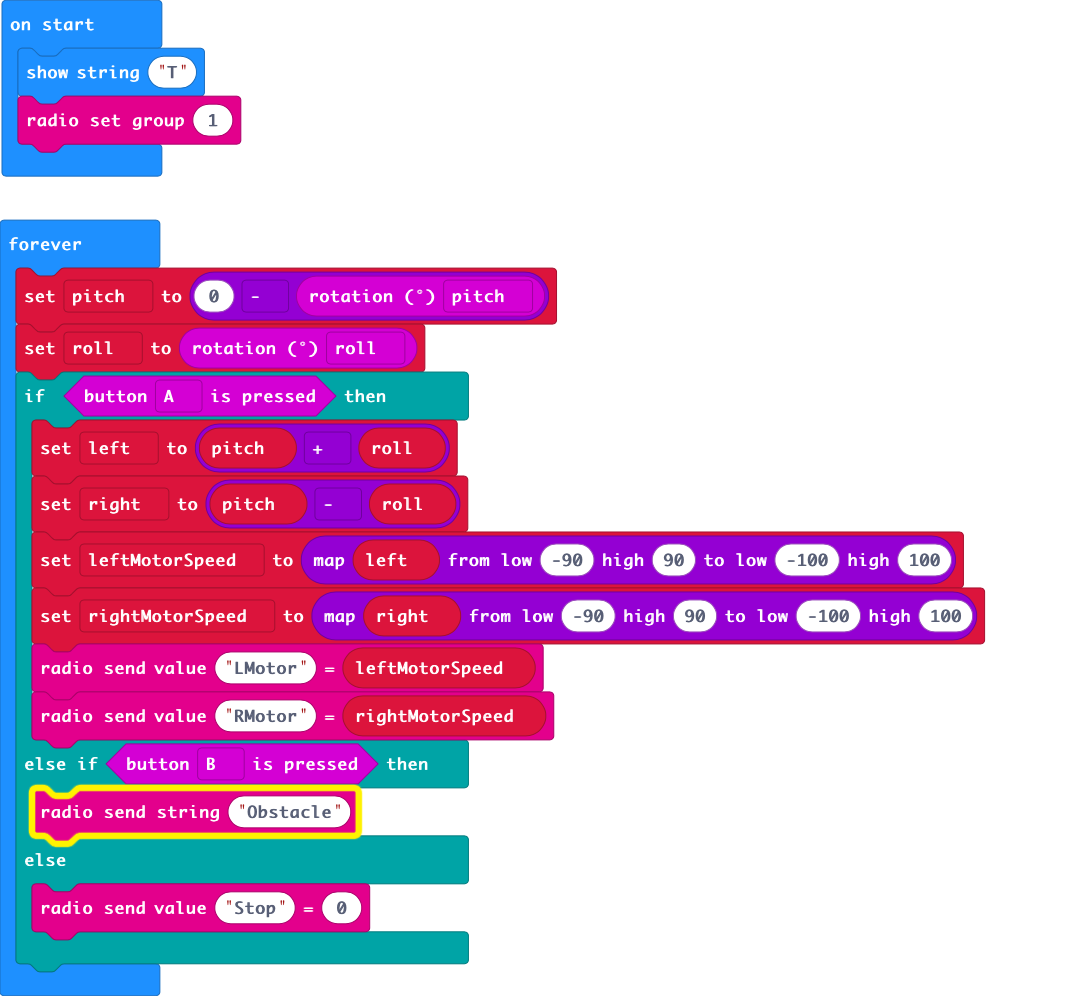 on start
show string "T"
radio set group 1
forever
set pitch to 0 - rotation (°) pitch
set roll to rotation (°) roll
if button A is pressed then
set left to pitch + roll
set right to pitch - roll
set leftMotorSpeed to map left from low -90 high 90 to low -100 high 100
set rightMotorSpeed to map right from low -90 high 90 to low -100 high 100
radio send value "LMotor" = leftMotorSpeed
radio send value "RMotor" = rightMotorSpeed
else if button B is pressed then
radio send string "Obstacle"
else
radio send value "Stop" = 0